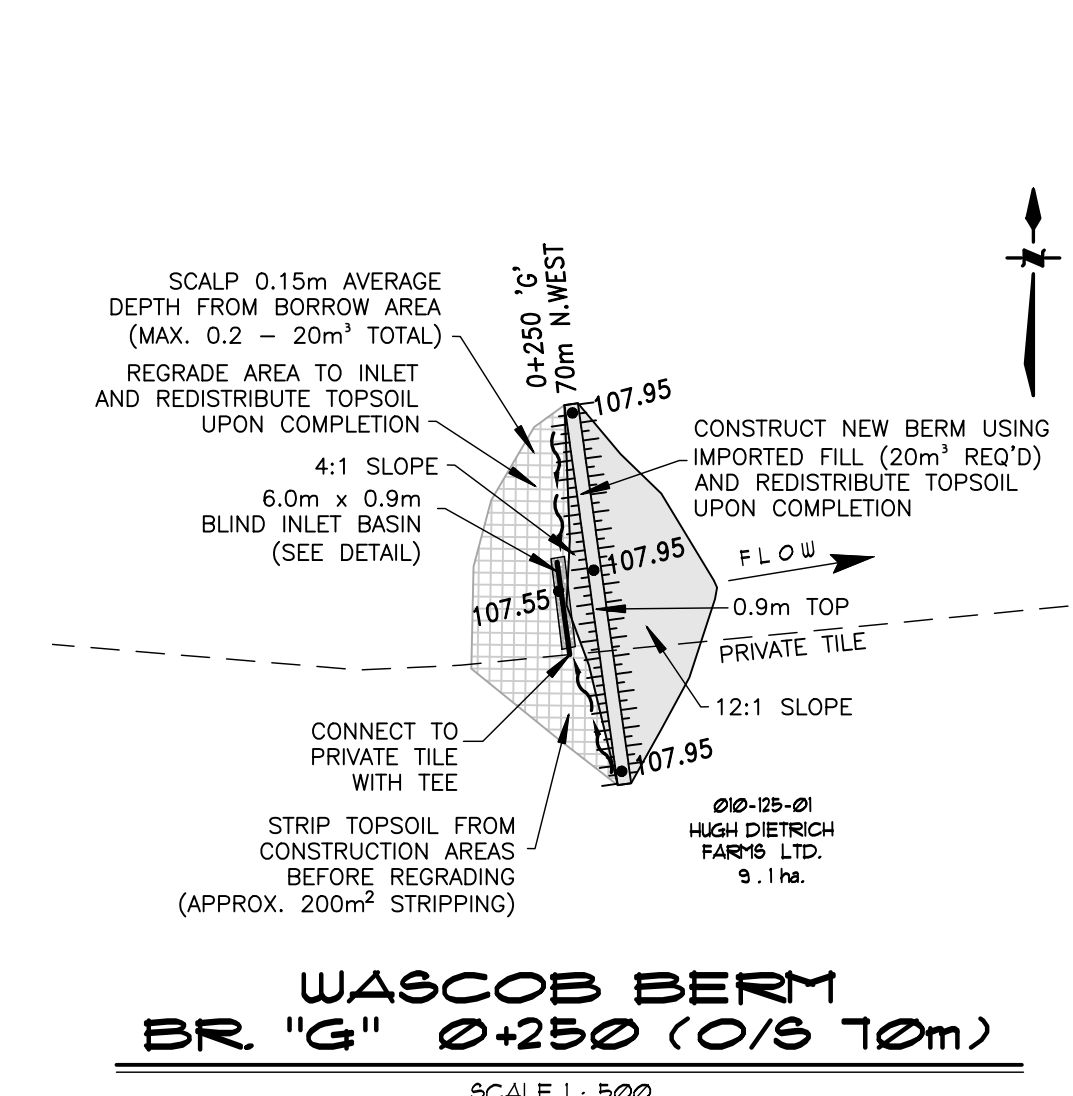 0+250 'G'
70m N.WEST
SCALP 0.15m AVERAGE
DEPTH FROM BORROW AREA
(MAX. 0.2 – 20m³ TOTAL)
REGRADE AREA TO INLET
AND REDISTRIBUTE TOPSOIL
UPON COMPLETION
4:1 SLOPE
6.0m x 0.9m
BLIND INLET BASIN
(SEE DETAIL)
107.55
107.95
CONSTRUCT NEW BERM USING
IMPORTED FILL (20m³ REQ'D)
AND REDISTRIBUTE TOPSOIL
UPON COMPLETION
107.95
FLOW
0.9m TOP
PRIVATE TILE
12:1 SLOPE
107.95
CONNECT TO
PRIVATE TILE
WITH TEE
STRIP TOPSOIL FROM
CONSTRUCTION AREAS
BEFORE REGRADING
(APPROX. 200m² STRIPPING)
010-125-01
HUGH DIETRICH
FARMS LTD.
9.1ha.
N
WASCOB BERM
BR. "G" 0+250 (O/S 70m)
SCALE 1 : 500